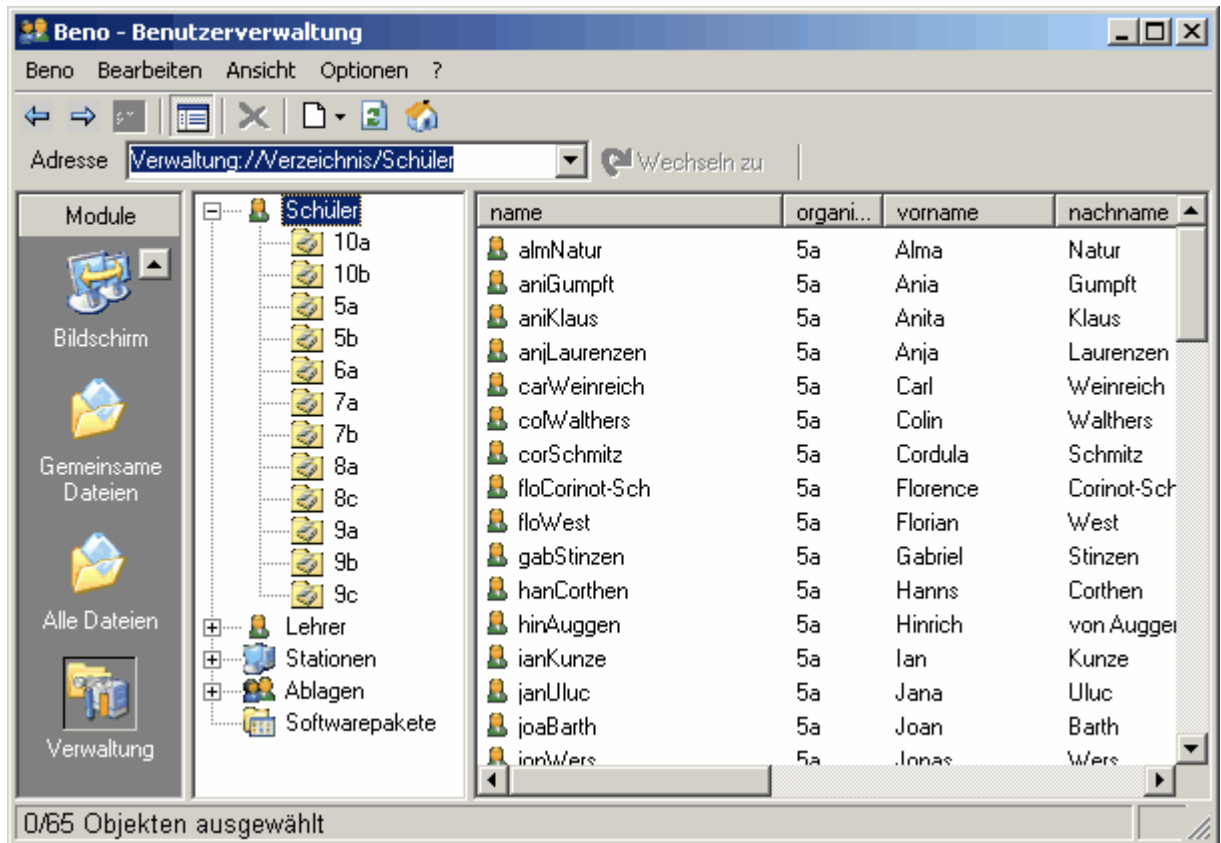 Beno - Benutzerverwaltung
Beno Bearbeiten Ansicht Optionen ?
Adresse Verwaltung://Verzeichnis/Schüler Wechseln zu
Module
Bildschirm
Gemeinsame
Dateien
Alle Dateien
Verwaltung
Schüler
10a
10b
5a
5b
6a
7a
7b
8a
8c
9a
9b
9c
Lehrer
Stationen
Ablagen
Softwarepakete
name organi... vorname nachname
almNatur 5a Alma Natur
aniGumpft 5a Ania Gumpft
aniKlaus 5a Anita Klaus
anjLaurenzen 5a Anja Laurenzen
carWeinreich 5a Carl Weinreich
colWalthers 5a Colin Walthers
corSchmitz 5a Cordula Schmitz
floCorinot-Sch 5a Florence Corinot-Sch
floWest 5a Florian West
gabStinzen 5a Gabriel Stinzen
hanCorthen 5a Hanns Corthen
hinAuggen 5a Hinrich von Augger
ianKunze 5a Ian Kunze
janUluc 5a Jana Uluc
joaBarth 5a Joan Barth
jonWers 5a Jonas Wers
0/65 Objekten ausgewählt